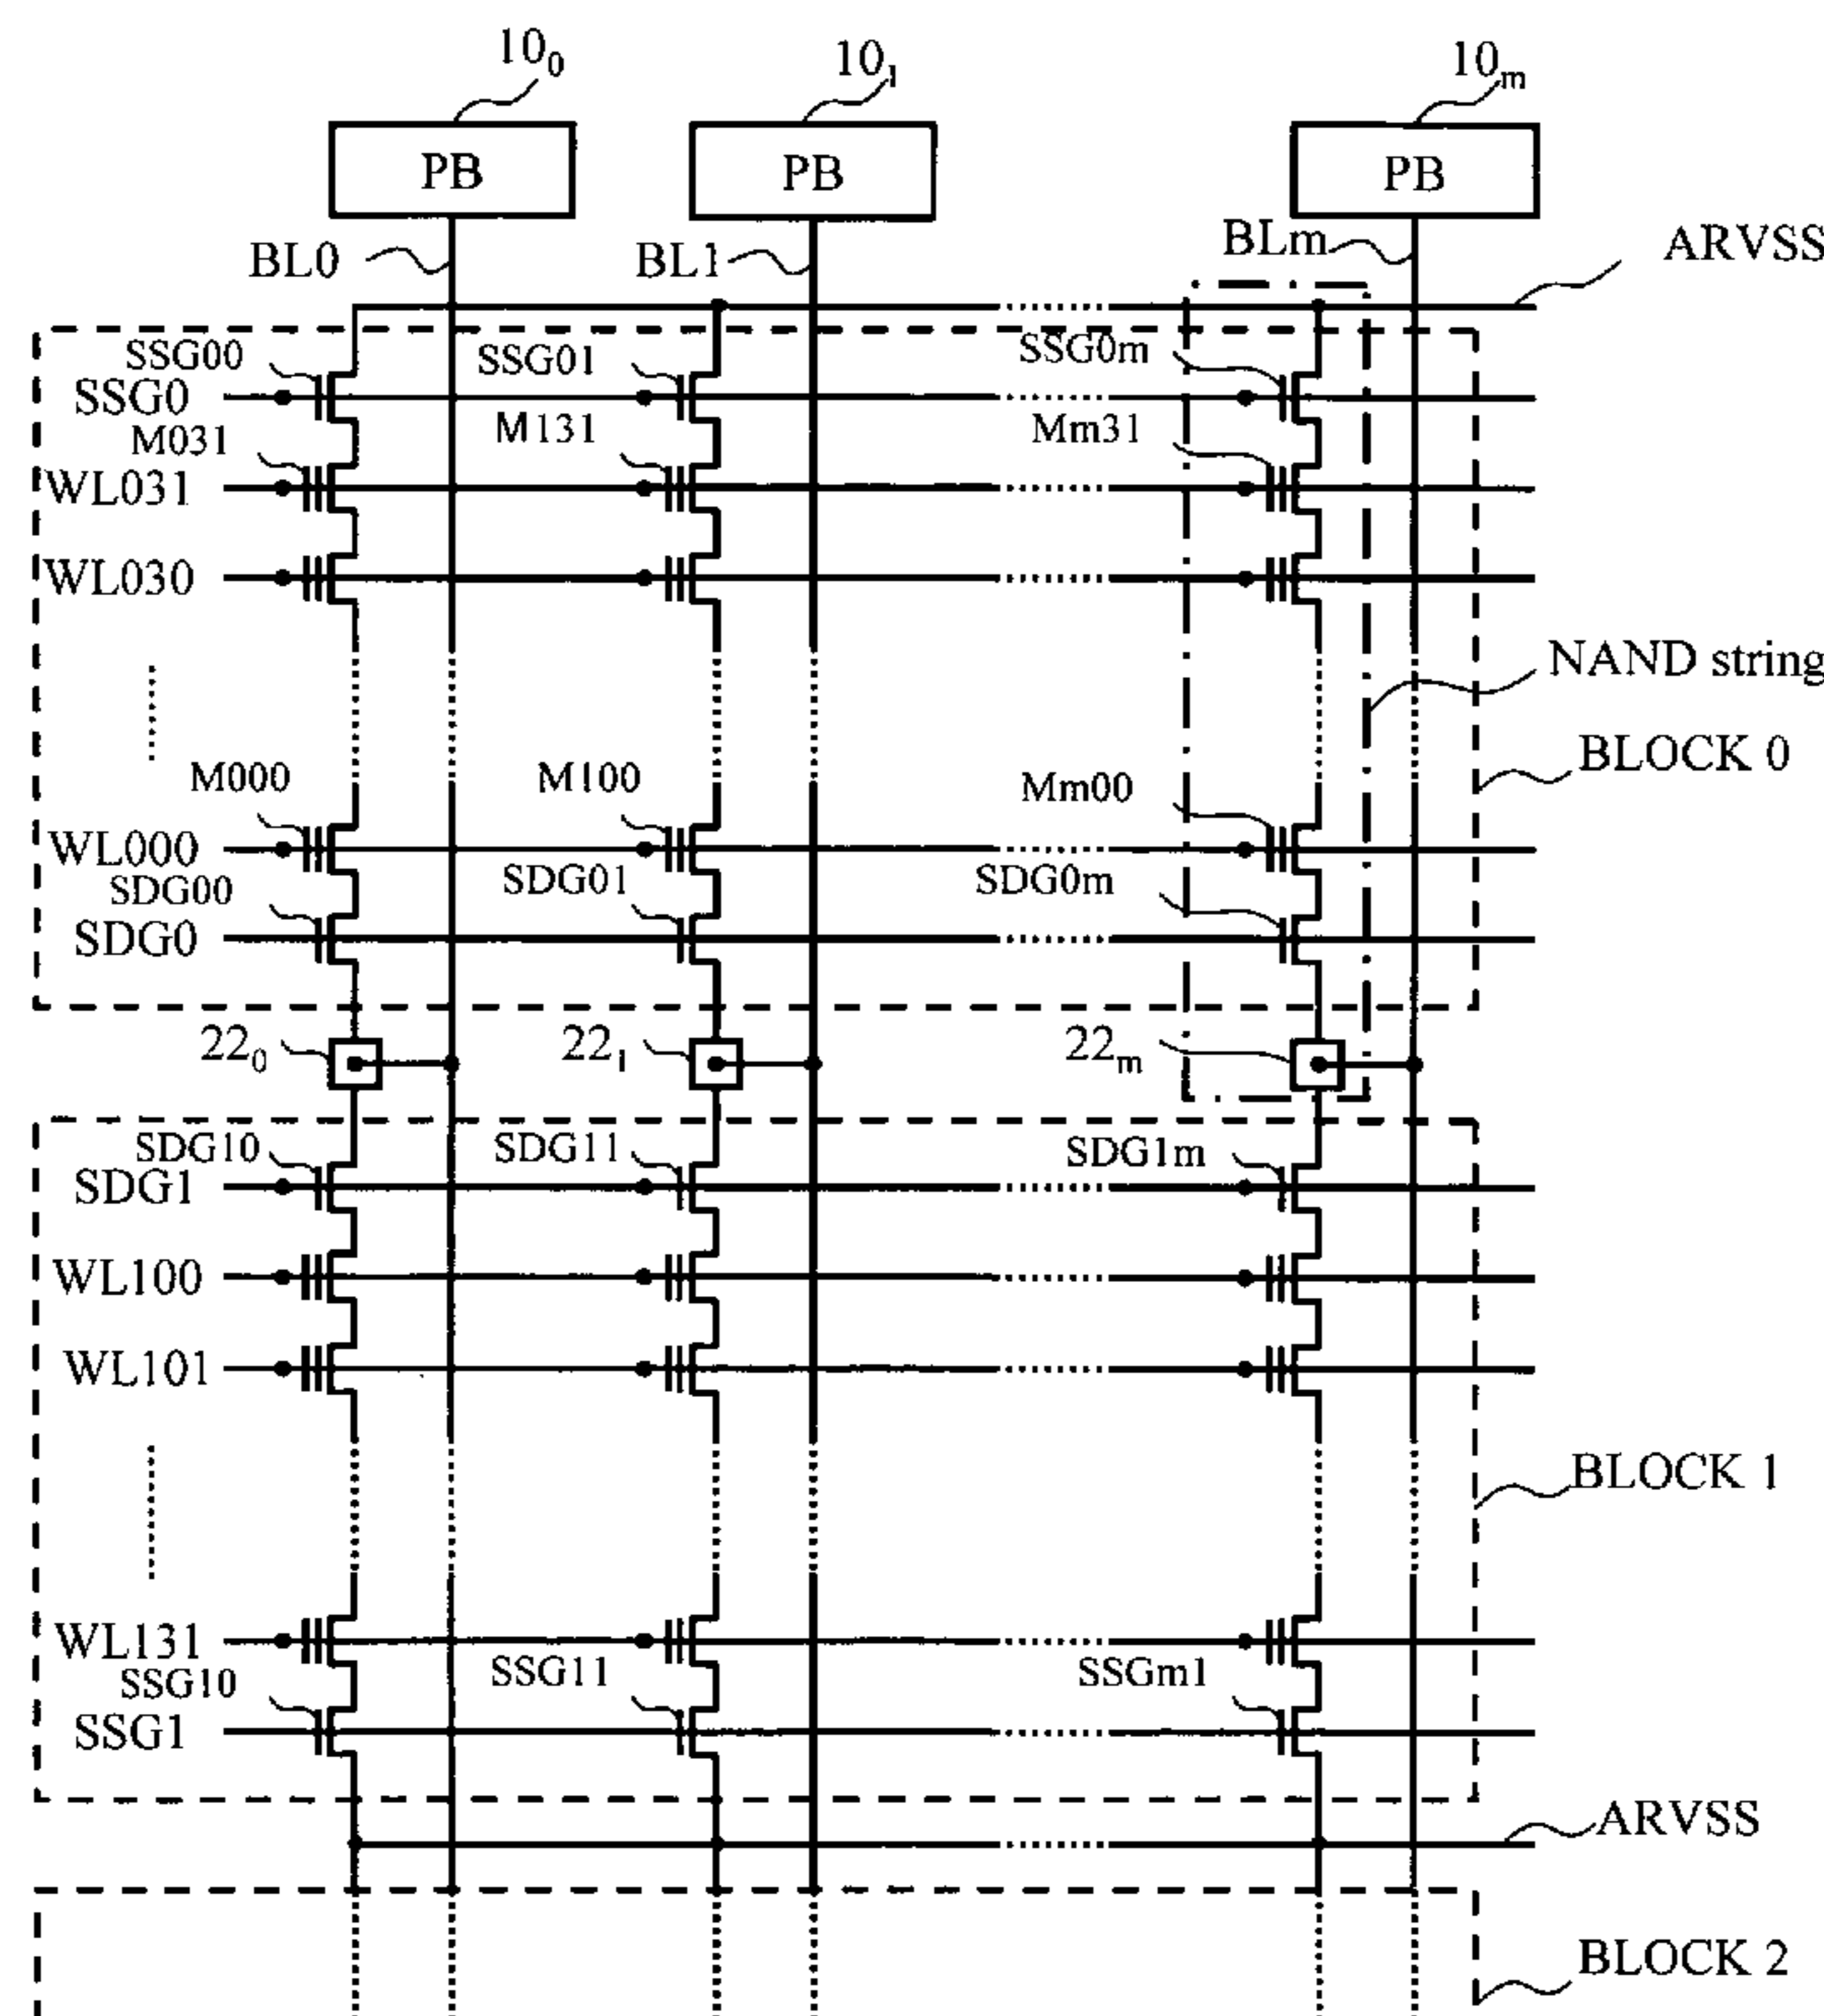 10₀ 10₁ 10ₘ
PB PB PB
BL0 BL1 BLm ARVSS
SSG00 SSG01 SSG0m
SSG0
M031 M131 Mm31
WL031
WL030
NAND string
BLOCK 0
M000 M100 Mm00
WL000
SDG00 SDG01 SDG0m
SDG0
22₀ 22₁ 22ₘ
SDG10 SDG11 SDG1m
SDG1
WL100
WL101
BLOCK 1
WL131
SSG10 SSG11 SSGm1
SSG1
ARVSS
BLOCK 2